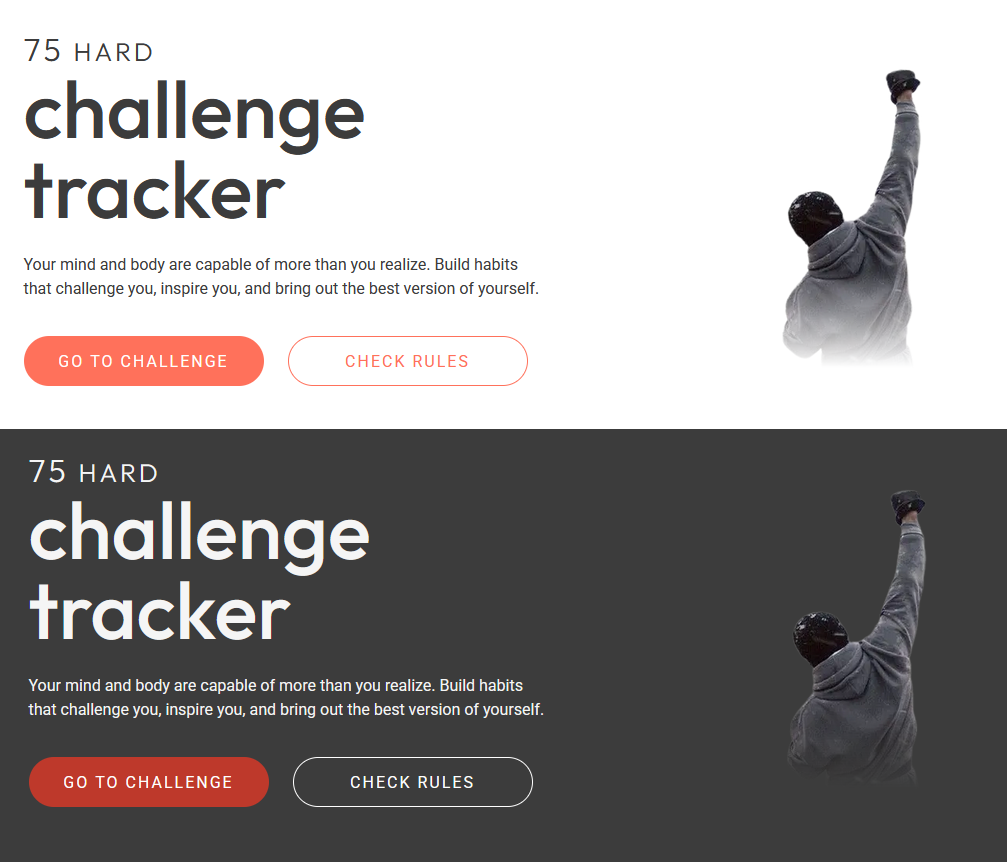 75 HARD
challenge
tracker
Your mind and body are capable of more than you realize. Build habits
that challenge you, inspire you, and bring out the best version of yourself.
GO TO CHALLENGE
CHECK RULES
75 HARD
challenge
tracker
Your mind and body are capable of more than you realize. Build habits
that challenge you, inspire you, and bring out the best version of yourself.
GO TO CHALLENGE
CHECK RULES